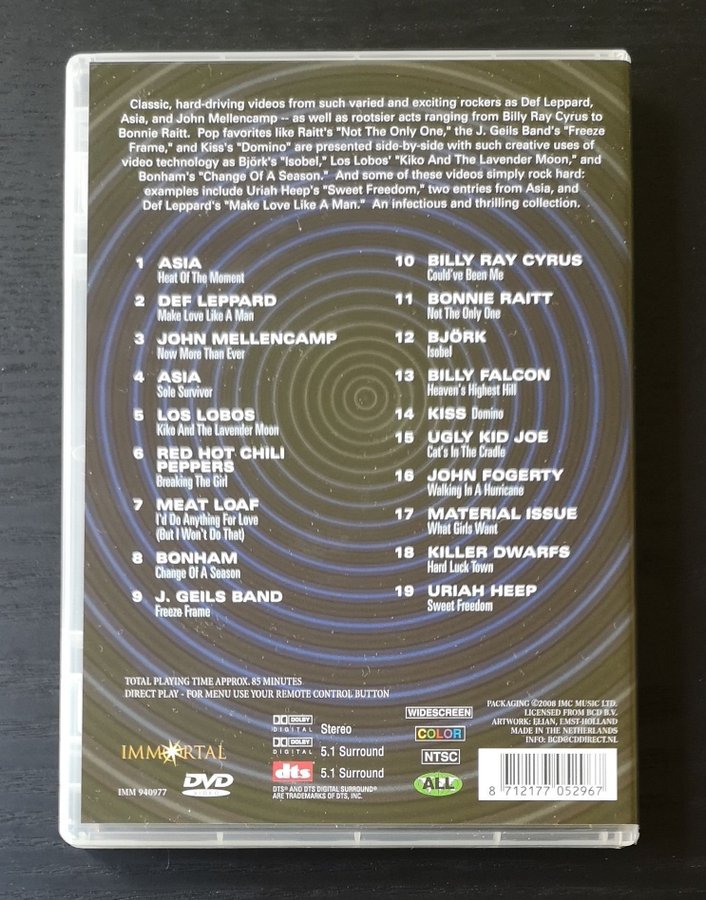 Classic, hard-driving videos from such varied and exciting rockers as Def Leppard,
Asia, and John Mellencamp -- as well as rootsier acts ranging from Billy Ray Cyrus to
Bonnie Raitt. Pop favorites like Raitt's "Not The Only One," the J. Geils Band's "Freeze
Frame," and Kiss's "Domino" are presented side-by-side with such creative uses of
video technology as Björk's "Isobel," Los Lobos' "Kiko And The Lavender Moon," and
Bonham's "Change Of A Season." And some of these videos simply rock hard:
examples include Uriah Heep's "Sweet Freedom," two entries from Asia, and
Def Leppard's "Make Love Like A Man." An infectious and thrilling collection.
1 ASIA
Heat Of The Moment
2 DEF LEPPARD
Make Love Like A Man
3 JOHN MELLENCAMP
Now More Than Ever
4 ASIA
Sole Survivor
5 LOS LOBOS
Kiko And The Lavender Moon
6 RED HOT CHILI
PEPPERS
Breaking The Girl
7 MEAT LOAF
I'd Do Anything For Love
(But I Won't Do That)
8 BONHAM
Change Of A Season
9 J. GEILS BAND
Freeze Frame
10 BILLY RAY CYRUS
Could've Been Me
11 BONNIE RAITT
Not The Only One
12 BJÖRK
Isobel
13 BILLY FALCON
Heaven's Highest Hill
14 KISS Domino
15 UGLY KID JOE
Cat's In The Cradle
16 JOHN FOGERTY
Walking In A Hurricane
17 MATERIAL ISSUE
What Girls Want
18 KILLER DWARFS
Hard Luck Town
19 URIAH HEEP
Sweet Freedom
TOTAL PLAYING TIME APPROX. 85 MINUTES
DIRECT PLAY - FOR MENU USE YOUR REMOTE CONTROL BUTTON
IMMORTAL
IMM 940977
DVD
VIDEO
DOLBY
DIGITAL Stereo
DOLBY
DIGITAL 5.1 Surround
dts 5.1 Surround
DTS® AND DTS DIGITAL SURROUND®
ARE TRADEMARKS OF DTS, INC.
WIDESCREEN
COLOR
NTSC
ALL
PACKAGING ©2008 IMC MUSIC LTD.
LICENSED FROM BCD B.V.
ARTWORK: ELIAN, EMST-HOLLAND
MADE IN THE NETHERLANDS
INFO: BCD@CDDIRECT.NL
8 712177 052967